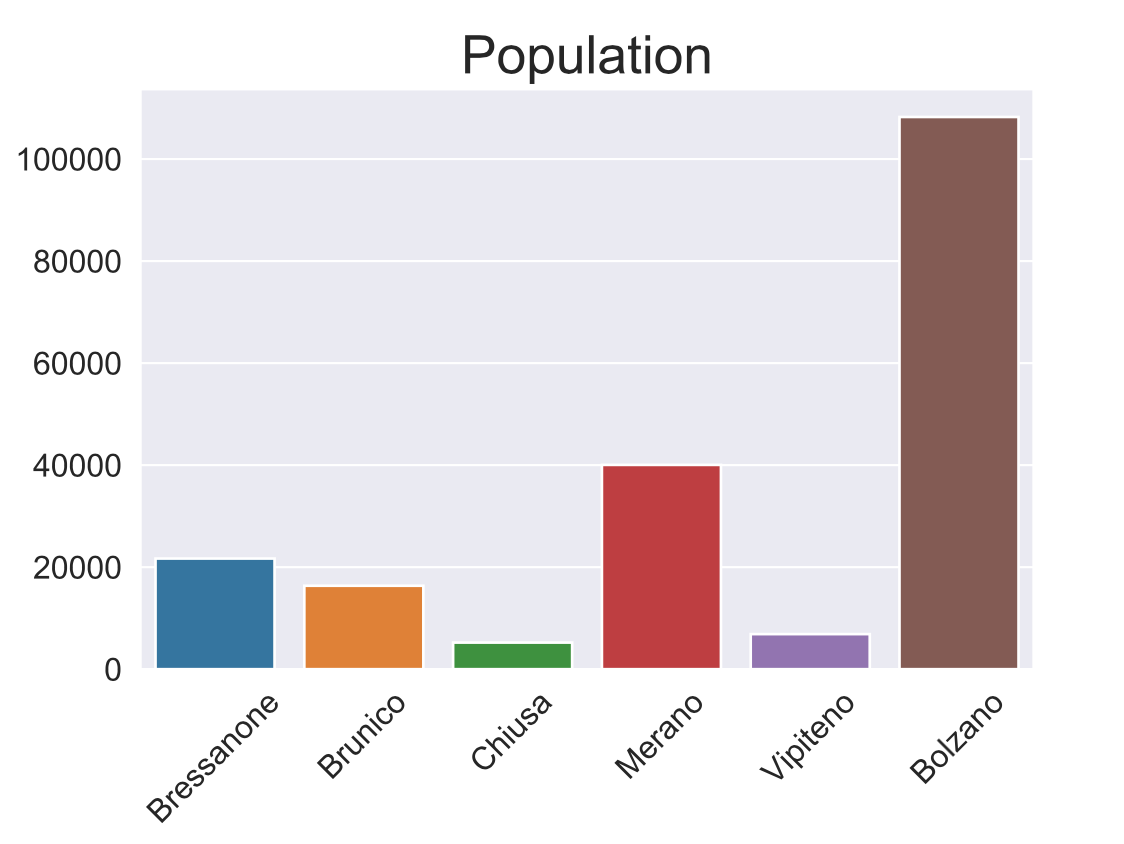 Population
100000
80000
60000
40000
20000
0
Bressanone
Brunico
Chiusa
Merano
Vipiteno
Bolzano